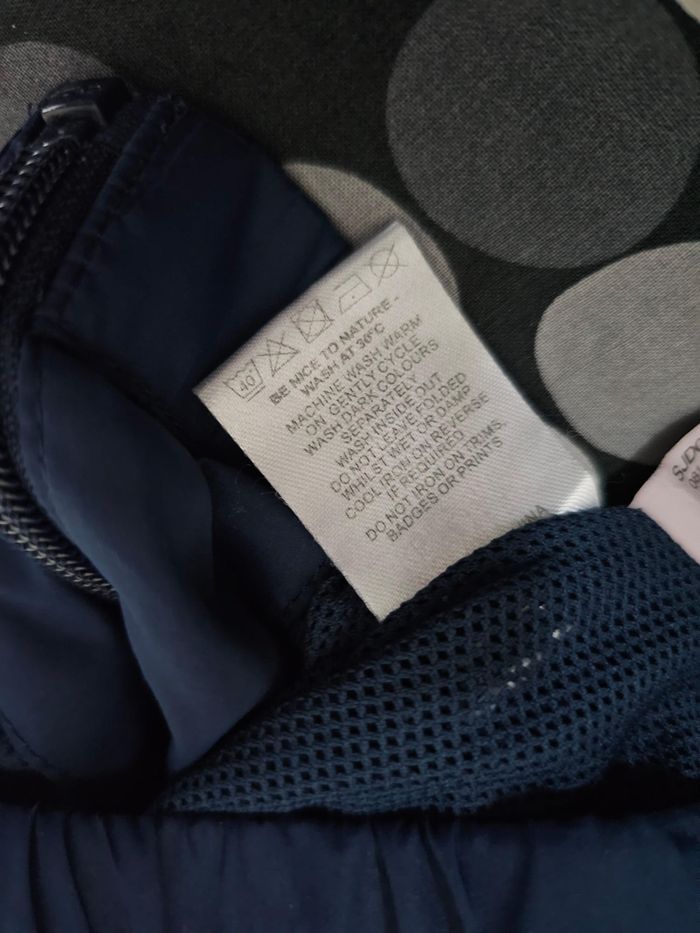 40
BE NICE TO NATURE -
WASH AT 30°C
MACHINE WASH WARM
ON GENTLY CYCLE
WASH DARK COLOURS
SEPARATELY
WASH INSIDE OUT
DO NOT LEAVE FOLDED
WHILST WET OR DAMP
COOL IRON ON REVERSE
IF REQUIRED
DO NOT IRON ON TRIMS,
BADGES OR PRINTS